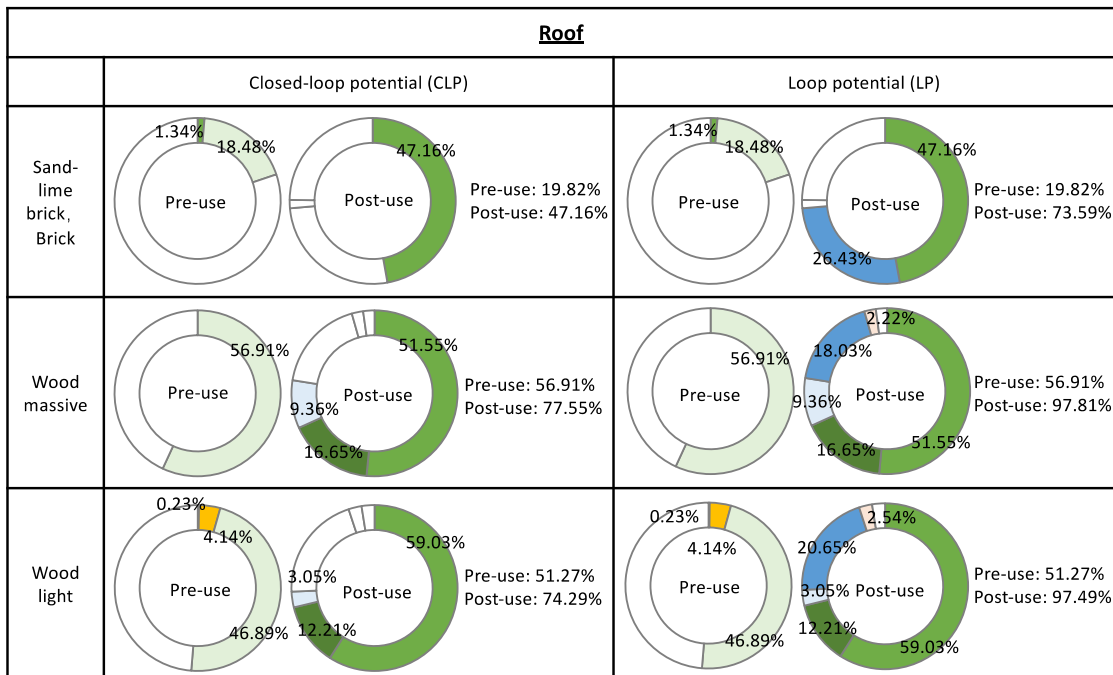 Roof
Closed-loop potential (CLP)
Loop potential (LP)
Sand-
lime
brick,
Brick
1.34%
18.48%
Pre-use
47.16%
Post-use
Pre-use: 19.82%
Post-use: 47.16%
1.34%
18.48%
Pre-use
47.16%
Post-use
26.43%
Pre-use: 19.82%
Post-use: 73.59%
Wood
massive
56.91%
Pre-use
51.55%
Post-use
9.36%
16.65%
Pre-use: 56.91%
Post-use: 77.55%
56.91%
Pre-use
2.22%
18.03%
Post-use
9.36%
16.65%
51.55%
Pre-use: 56.91%
Post-use: 97.81%
Wood
light
0.23%
4.14%
Pre-use
46.89%
59.03%
3.05%
Post-use
12.21%
Pre-use: 51.27%
Post-use: 74.29%
0.23%
4.14%
Pre-use
46.89%
2.54%
20.65%
3.05%
Post-use
12.21%
59.03%
Pre-use: 51.27%
Post-use: 97.49%